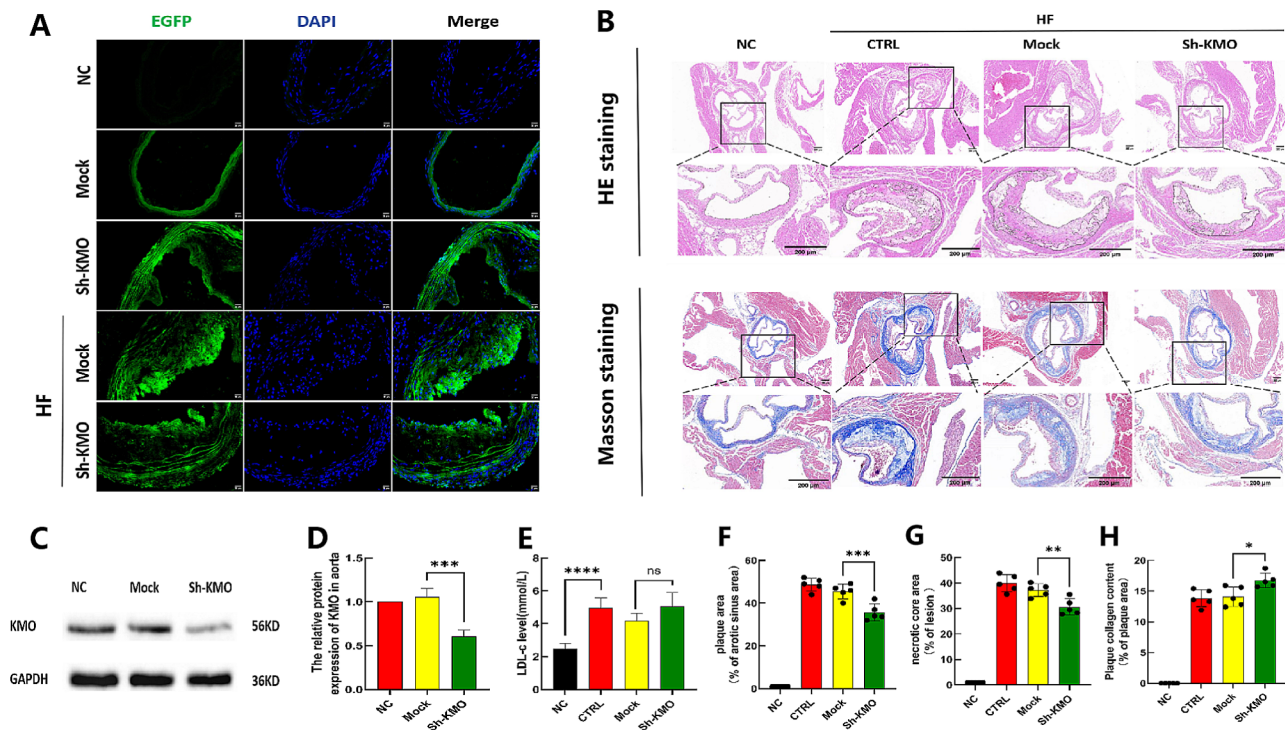 A
EGFP
DAPI
Merge
NC
Mock
Sh-KMO
HF
Mock
Sh-KMO
B
HF
NC
CTRL
Mock
Sh-KMO
HE staining
200 μm
200 μm
200 μm
200 μm
Masson staining
200 μm
200 μm
200 μm
200 μm
C
NC
Mock
Sh-KMO
KMO
56KD
GAPDH
36KD
D
The relative protein
expression of KMO in aorta
1.5
1.0
0.5
0.0
***
NC
Mock
Sh-KMO
E
LDL-c level(mmol/L)
8
6
4
2
0
****
ns
NC
CTRL
Mock
Sh-KMO
F
plaque area
(% of arotic sinus area)
60
40
20
0
***
NC
CTRL
Mock
Sh-KMO
G
necrotic core area
(% of lesion)
50
40
30
20
10
0
**
NC
CTRL
Mock
Sh-KMO
H
Plaque collagen content
(% of plaque area)
20
15
10
5
0
*
NC
CTRL
Mock
Sh-KMO